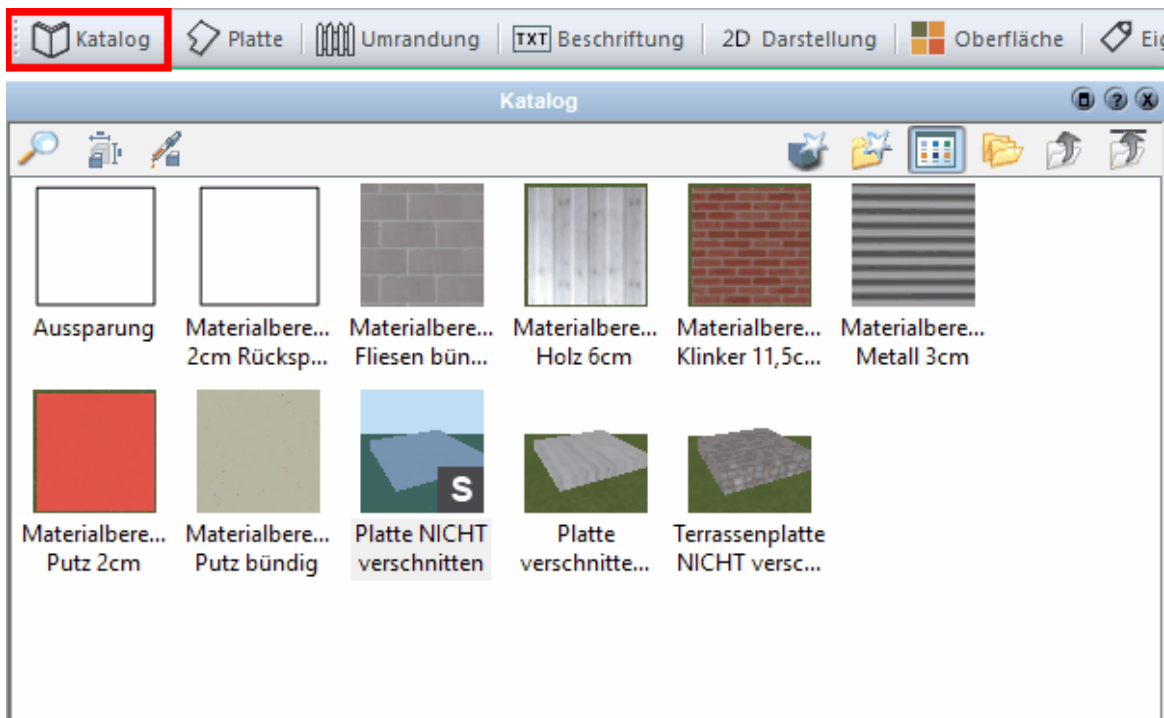 Katalog Platte Umrandung TXT Beschriftung 2D Darstellung Oberfläche Eig
Katalog
Aussparung Materialbere... Materialbere... Materialbere... Materialbere... Materialbere...
2cm Rücksp... Fliesen bün... Holz 6cm Klinker 11,5c... Metall 3cm
S
Materialbere... Materialbere... Platte NICHT Platte Terrassenplatte
Putz 2cm Putz bündig verschnitten verschnitte... NICHT versc...